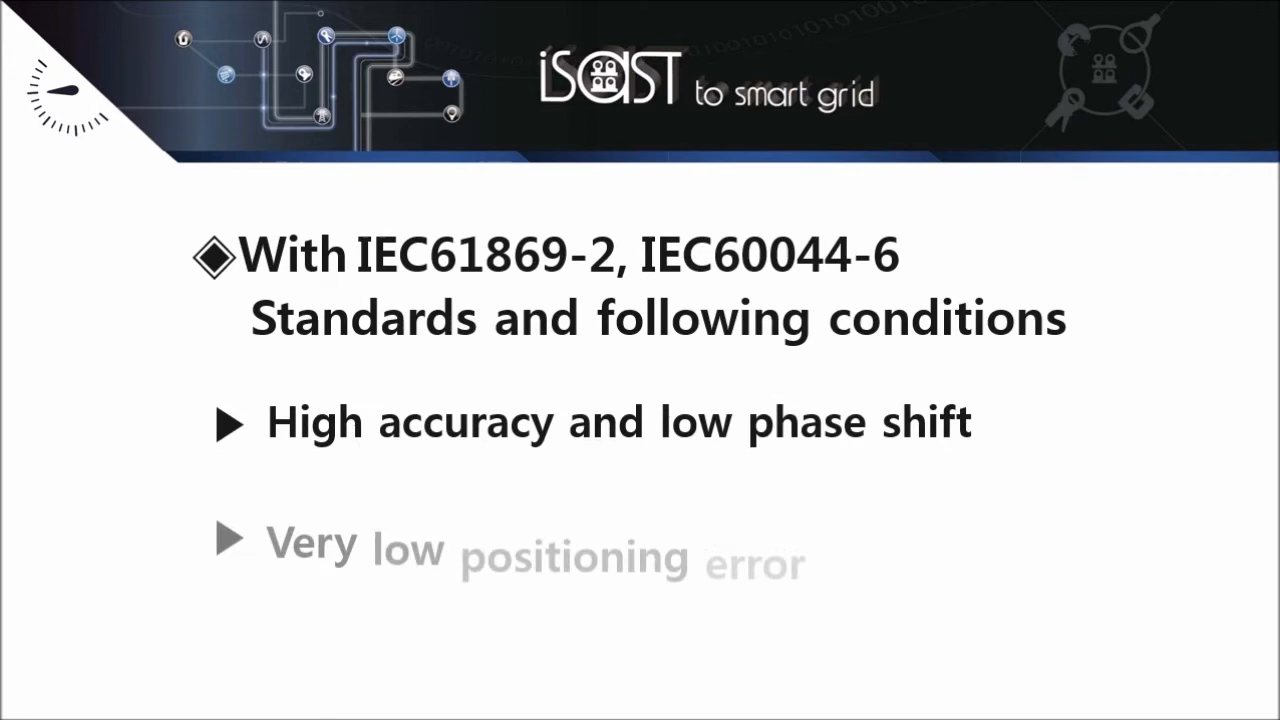 iSaST to smart grid
With IEC61869-2, IEC60044-6
Standards and following conditions
High accuracy and low phase shift
Very low positioning error